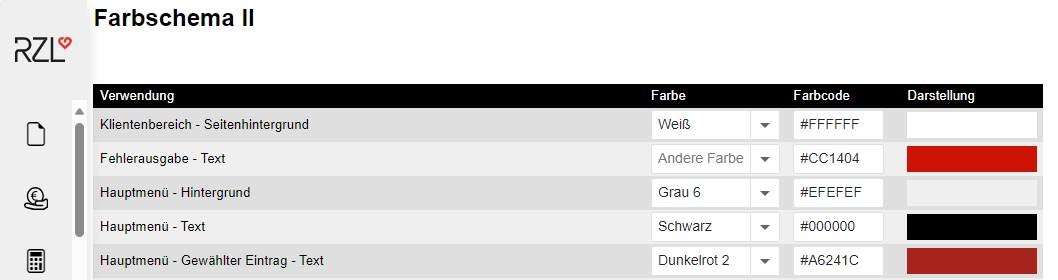 Farbschema II
RZL
Verwendung Farbe Farbcode Darstellung
Klientenbereich - Seitenhintergrund Weiß #FFFFFF
Fehlerausgabe - Text Andere Farbe #CC1404
Hauptmenü - Hintergrund Grau 6 #EFEFEF
Hauptmenü - Text Schwarz #000000
Hauptmenü - Gewählter Eintrag - Text Dunkelrot 2 #A6241C